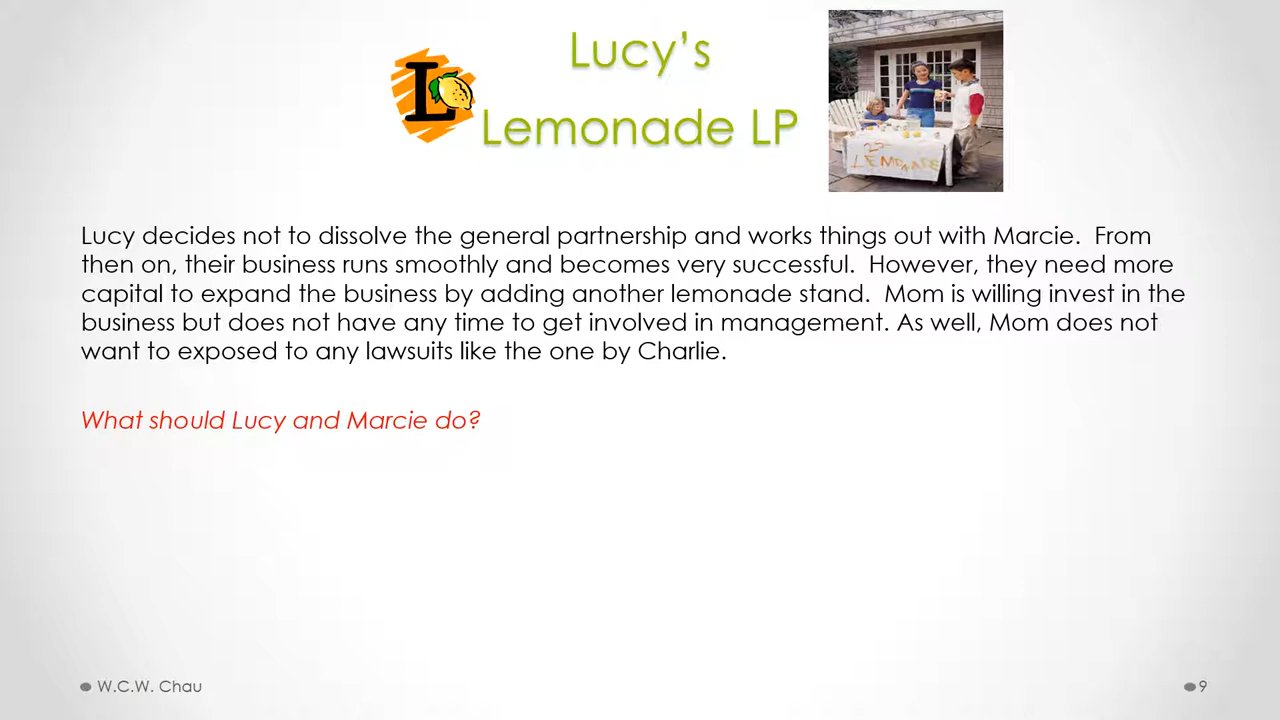 Lucy's
Lemonade LP
L
22¢
LEMONADE
Lucy decides not to dissolve the general partnership and works things out with Marcie.  From
then on, their business runs smoothly and becomes very successful.  However, they need more
capital to expand the business by adding another lemonade stand.  Mom is willing invest in the
business but does not have any time to get involved in management. As well, Mom does not
want to exposed to any lawsuits like the one by Charlie.
What should Lucy and Marcie do?
W.C.W. Chau
9